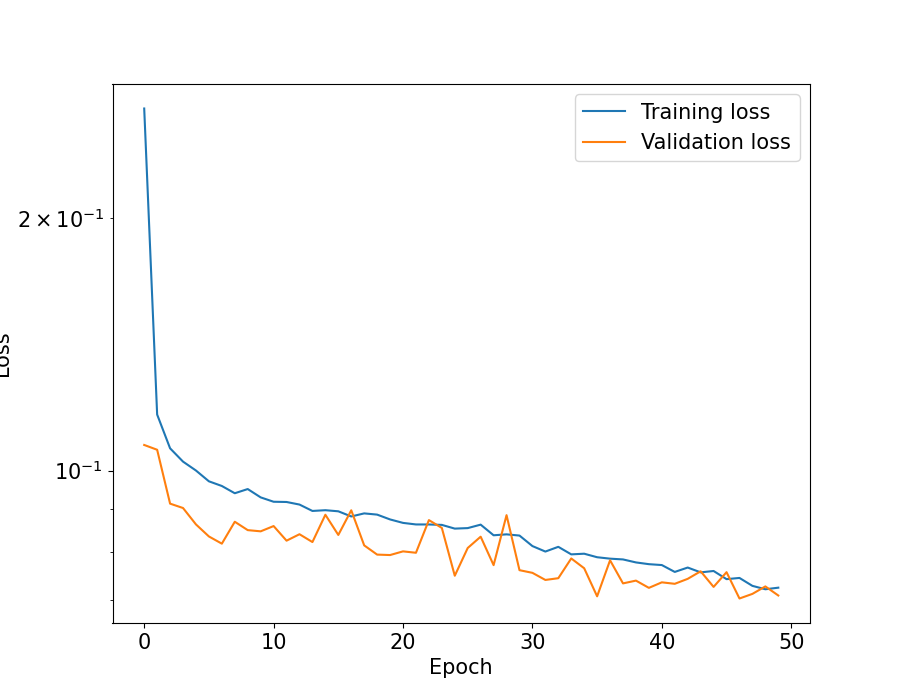 Training loss
Validation loss
2 × 10⁻¹
10⁻¹
Loss
0 10 20 30 40 50
Epoch